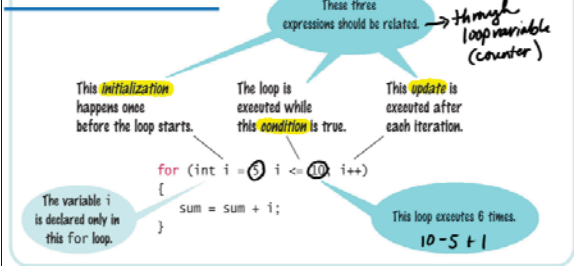 These three
expressions should be related. → through
loop variable
(counter)
This initialization
happens once
before the loop starts.
The loop is
executed while
this condition is true.
This update is
executed after
each iteration.
for (int i = 5; i <= 10; i++)
{
sum = sum + i;
}
The variable i
is declared only in
this for loop.
This loop executes 6 times.
10-5+1